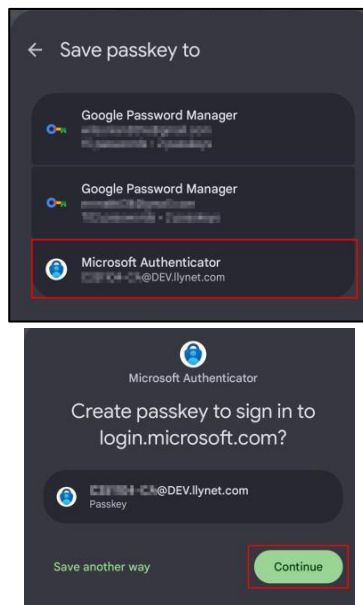 Save passkey to
Google Password Manager
Google Password Manager
Microsoft Authenticator
@DEV.llynet.com
Microsoft Authenticator
Create passkey to sign in to
login.microsoft.com?
@DEV.llynet.com
Passkey
Save another way
Continue